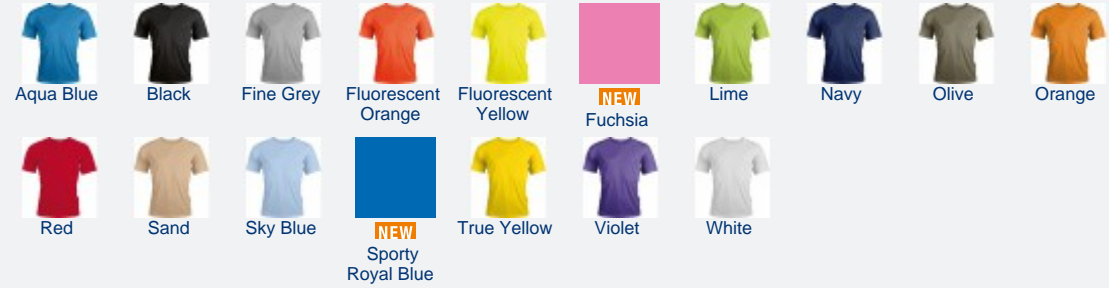 Aqua Blue
Black
Fine Grey
Fluorescent
Orange
Fluorescent
Yellow
NEW
Fuchsia
Lime
Navy
Olive
Orange
Red
Sand
Sky Blue
NEW
Sporty
Royal Blue
True Yellow
Violet
White